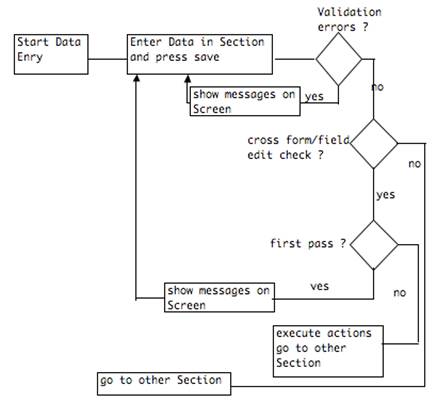 Validation
errors ?
Start Data
Enry
Enter Data in Section
and press save
show messages on
Screen
yes
no
cross form/field
edit check ?
no
yes
first pass ?
yes
no
show messages on
Screen
execute actions
go to other
Section
go to other Section